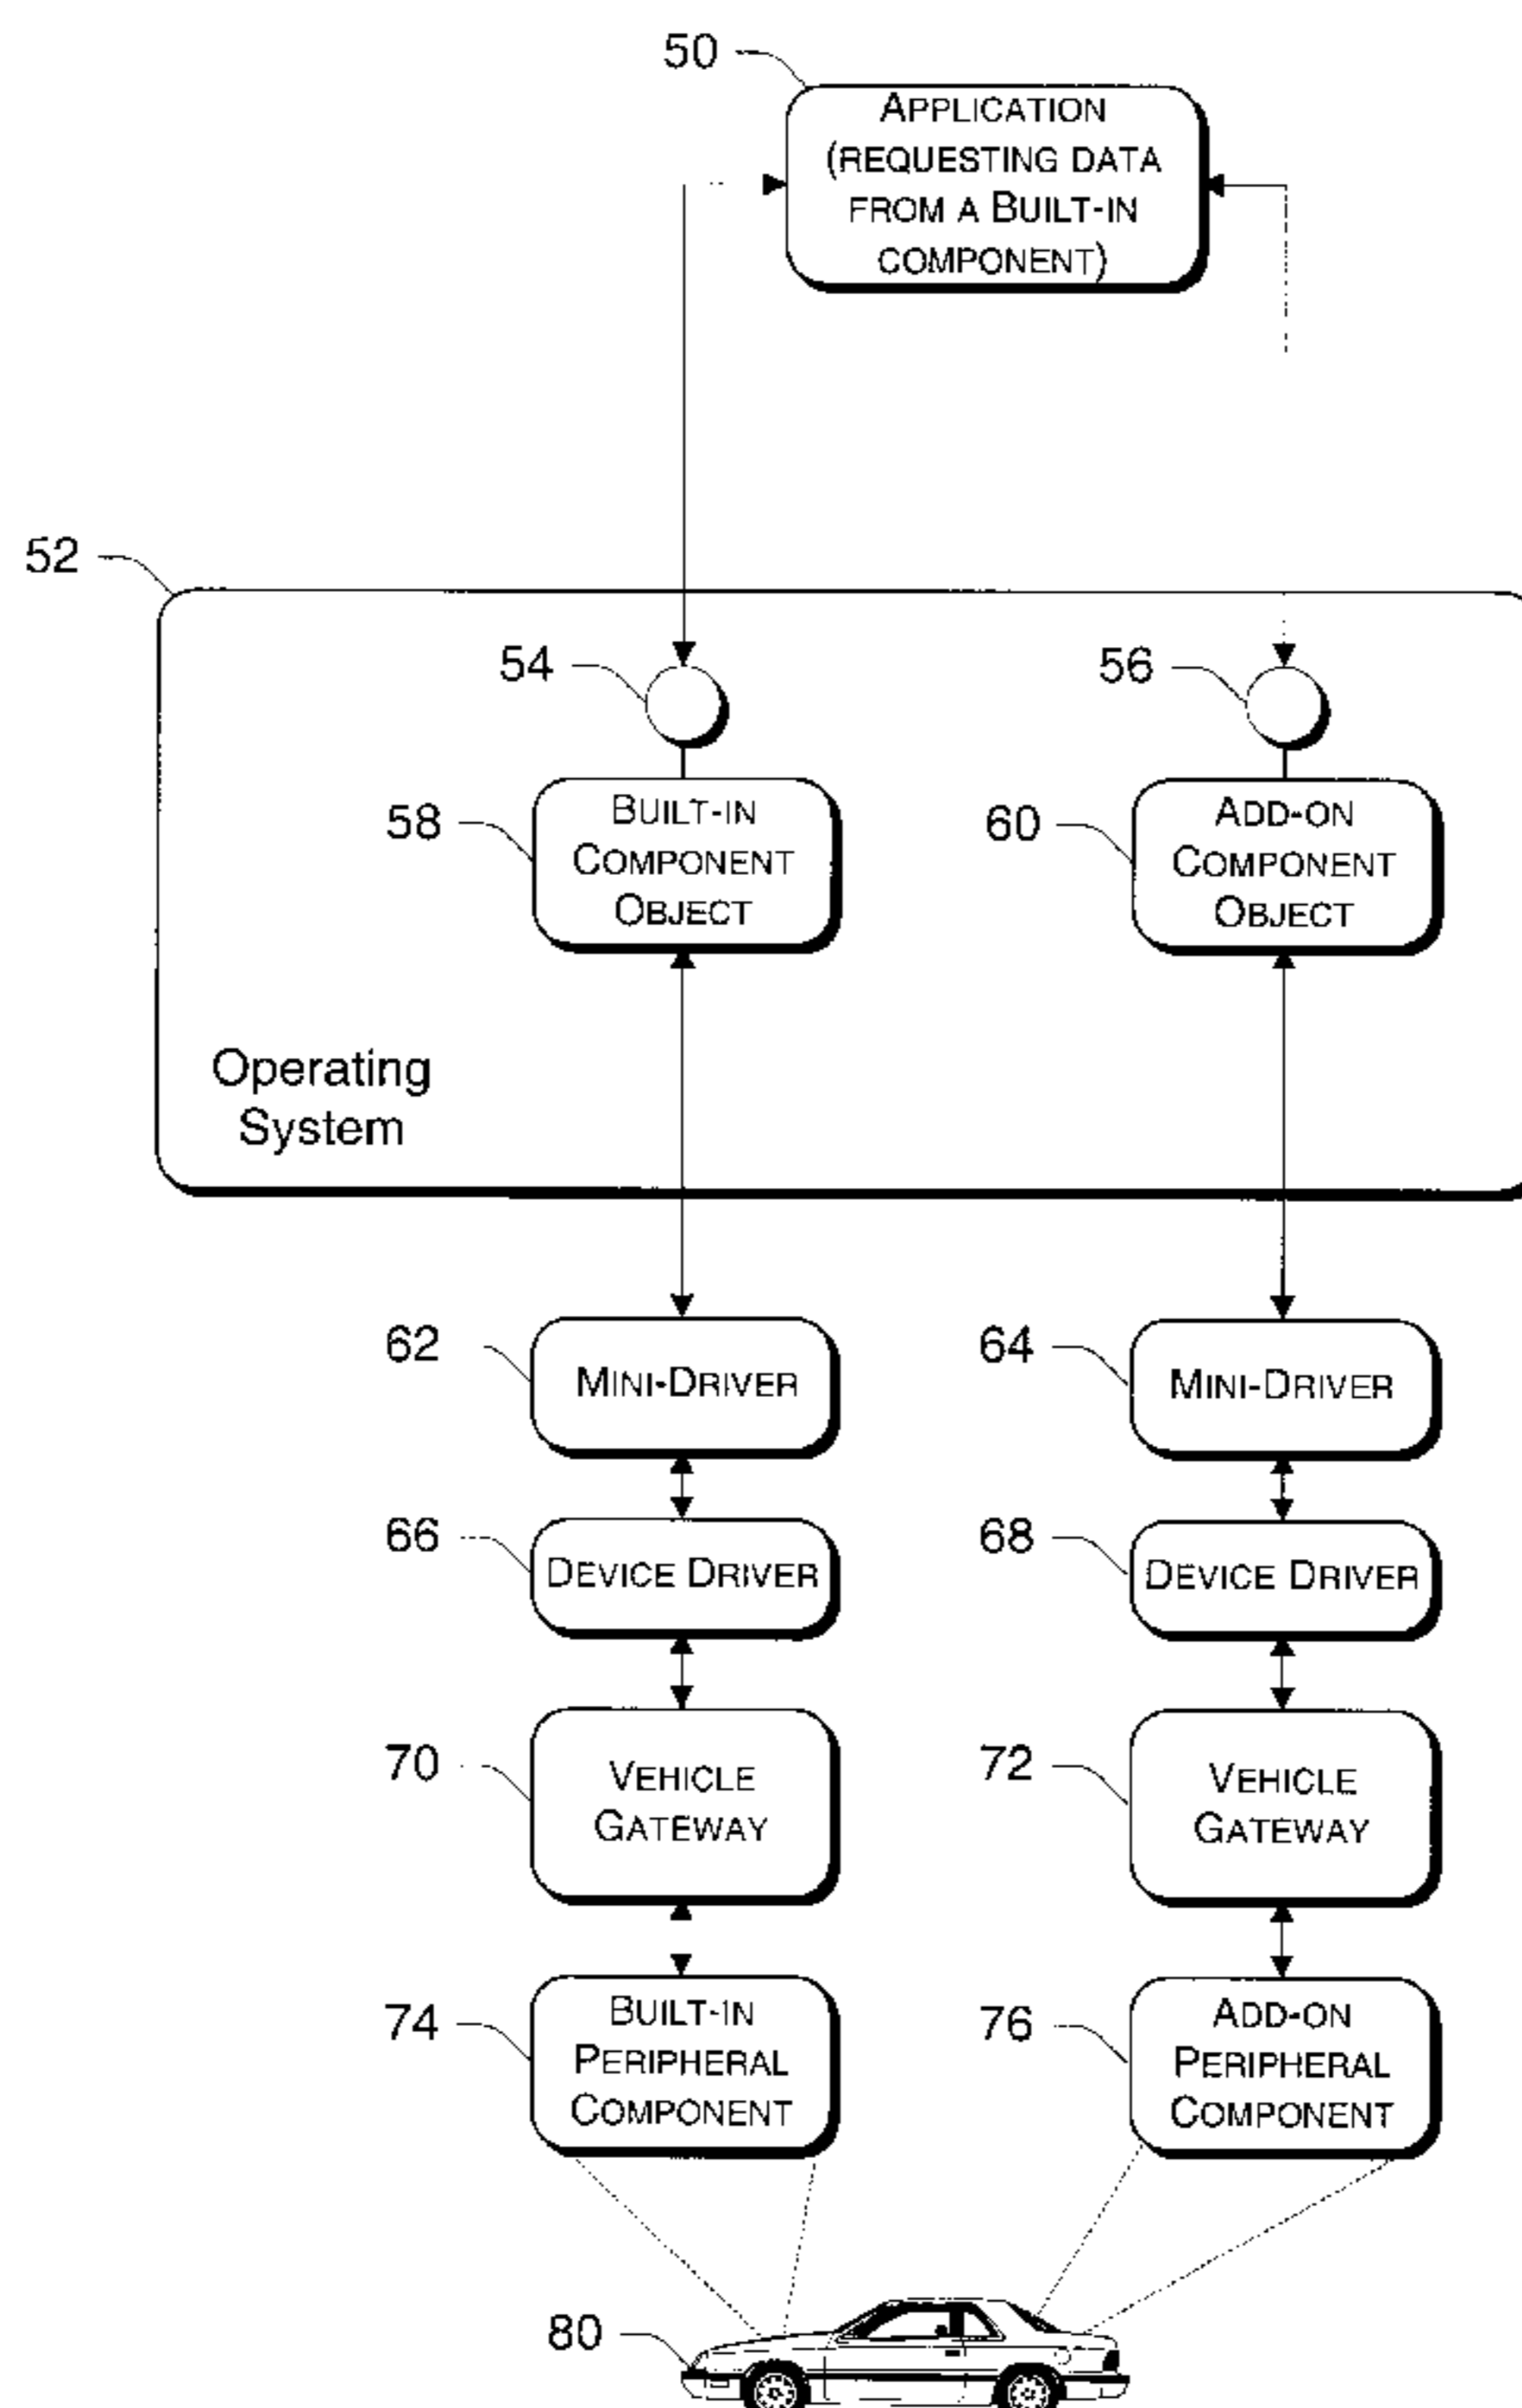 50
APPLICATION
(REQUESTING DATA
FROM A BUILT-IN
COMPONENT)
52
54
56
58
BUILT-IN
COMPONENT
OBJECT
60
ADD-ON
COMPONENT
OBJECT
Operating
System
62
MINI-DRIVER
64
MINI-DRIVER
66
DEVICE DRIVER
68
DEVICE DRIVER
70
VEHICLE
GATEWAY
72
VEHICLE
GATEWAY
74
BUILT-IN
PERIPHERAL
COMPONENT
76
ADD-ON
PERIPHERAL
COMPONENT
80